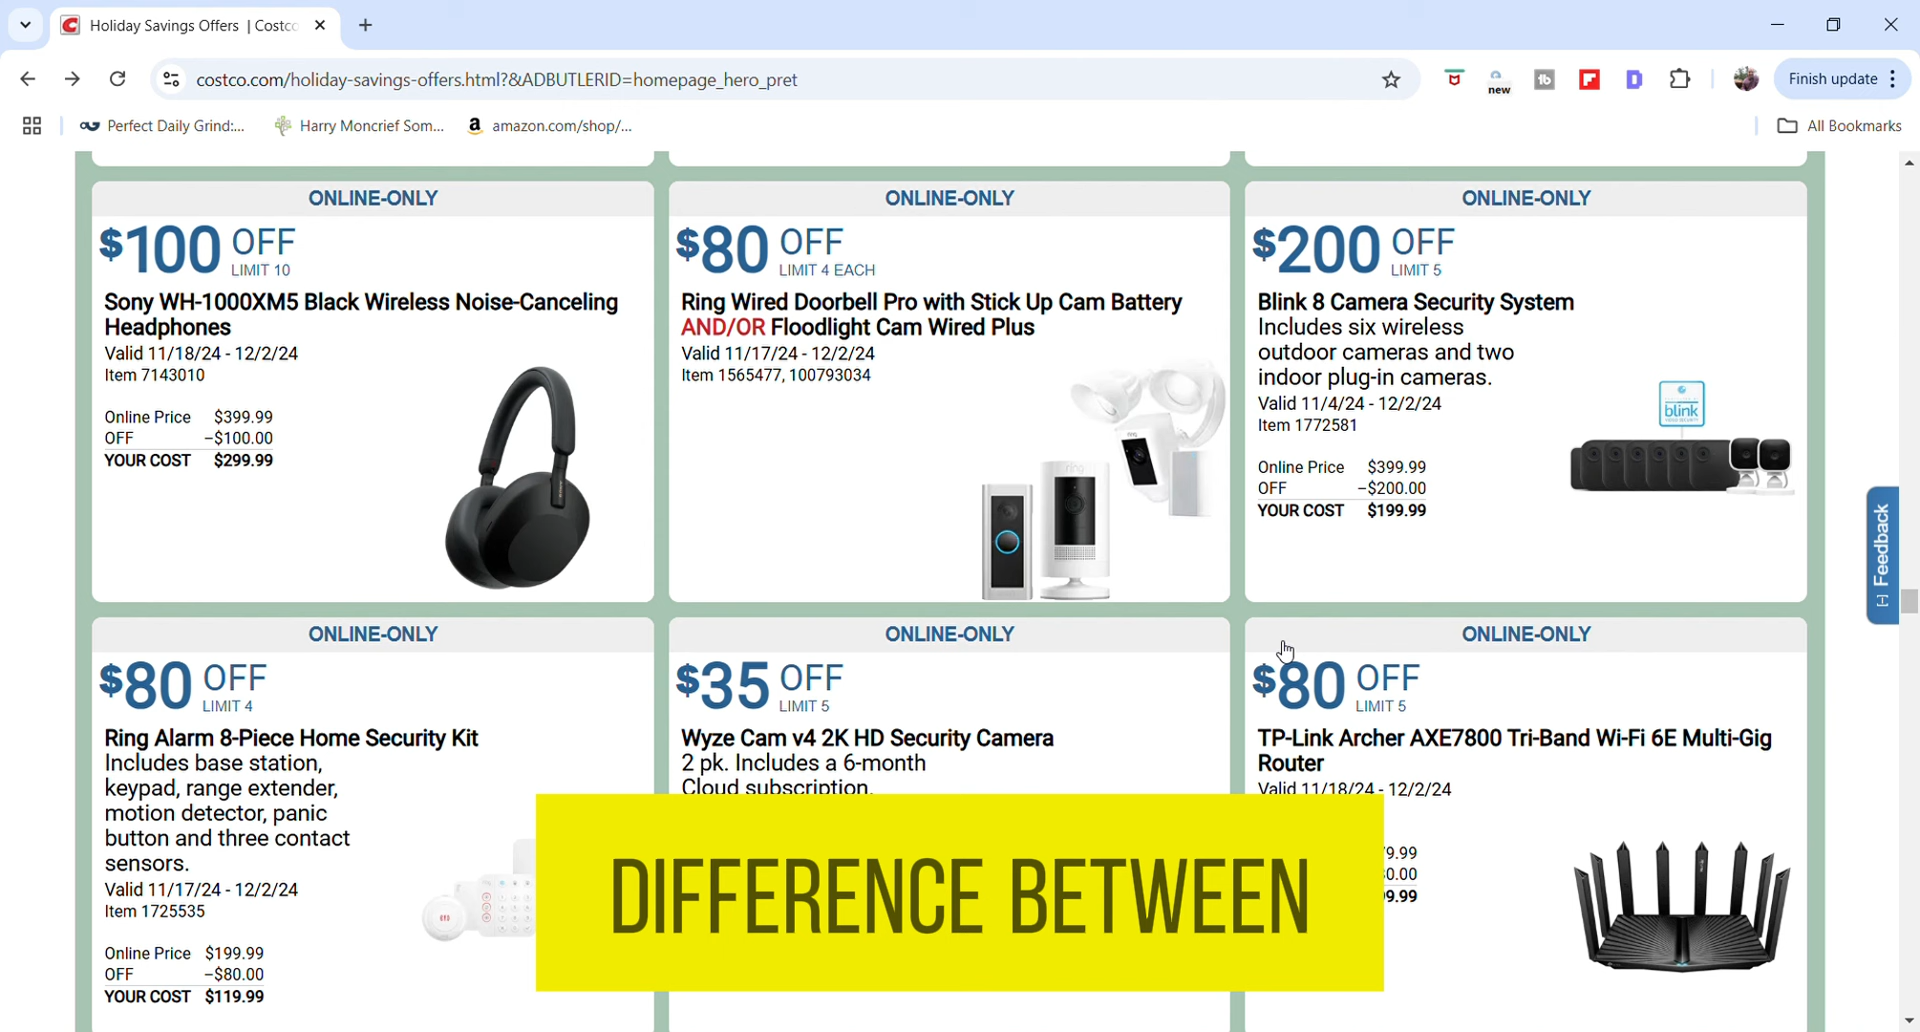 Holiday Savings Offers | Costco
costco.com/holiday-savings-offers.html?&ADBUTLERID=homepage_hero_pret
new
Finish update
Perfect Daily Grind:...
Harry Moncrief Som...
amazon.com/shop/...
All Bookmarks
ONLINE-ONLY
$100 OFF
LIMIT 10
Sony WH-1000XM5 Black Wireless Noise-Canceling
Headphones
Valid 11/18/24 - 12/2/24
Item 7143010
Online Price $399.99
OFF -$100.00
YOUR COST $299.99
ONLINE-ONLY
$80 OFF
LIMIT 4 EACH
Ring Wired Doorbell Pro with Stick Up Cam Battery
AND/OR Floodlight Cam Wired Plus
Valid 11/17/24 - 12/2/24
Item 1565477, 100793034
ring
ring
ONLINE-ONLY
$200 OFF
LIMIT 5
Blink 8 Camera Security System
Includes six wireless
outdoor cameras and two
indoor plug-in cameras.
Valid 11/4/24 - 12/2/24
Item 1772581
Online Price $399.99
OFF -$200.00
YOUR COST $199.99
blink
[-] Feedback
ONLINE-ONLY
$80 OFF
LIMIT 4
Ring Alarm 8-Piece Home Security Kit
Includes base station,
keypad, range extender,
motion detector, panic
button and three contact
sensors.
Valid 11/17/24 - 12/2/24
Item 1725535
Online Price $199.99
OFF -$80.00
YOUR COST $119.99
ONLINE-ONLY
$35 OFF
LIMIT 5
Wyze Cam v4 2K HD Security Camera
2 pk. Includes a 6-month
Cloud subscription.
ONLINE-ONLY
$80 OFF
LIMIT 5
TP-Link Archer AXE7800 Tri-Band Wi-Fi 6E Multi-Gig
Router
Valid 11/18/24 - 12/2/24
9.99
0.00
9.99
DIFFERENCE BETWEEN